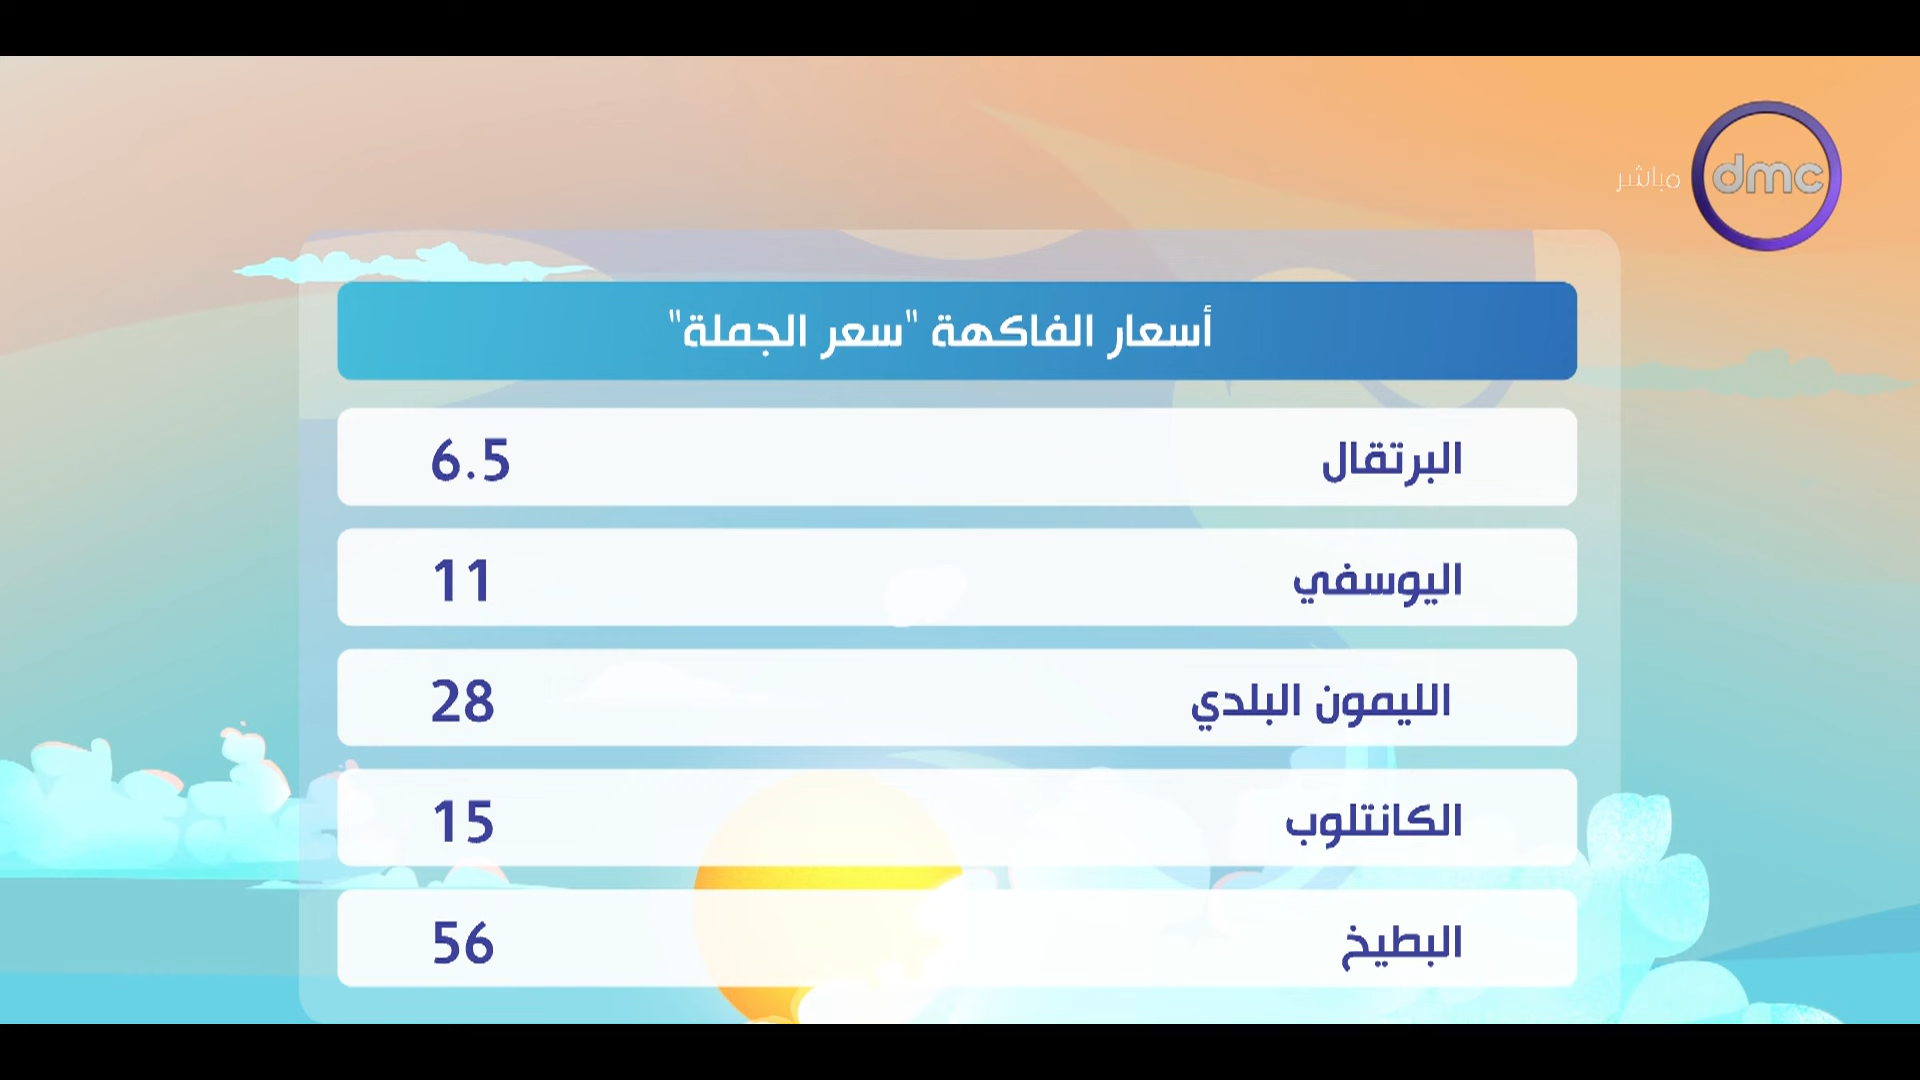 dmc
مباشر
أسعار الفاكهة "سعر الجملة"
البرتقال 6.5
اليوسفي 11
الليمون البلدي 28
الكانتلوب 15
البطيخ 56